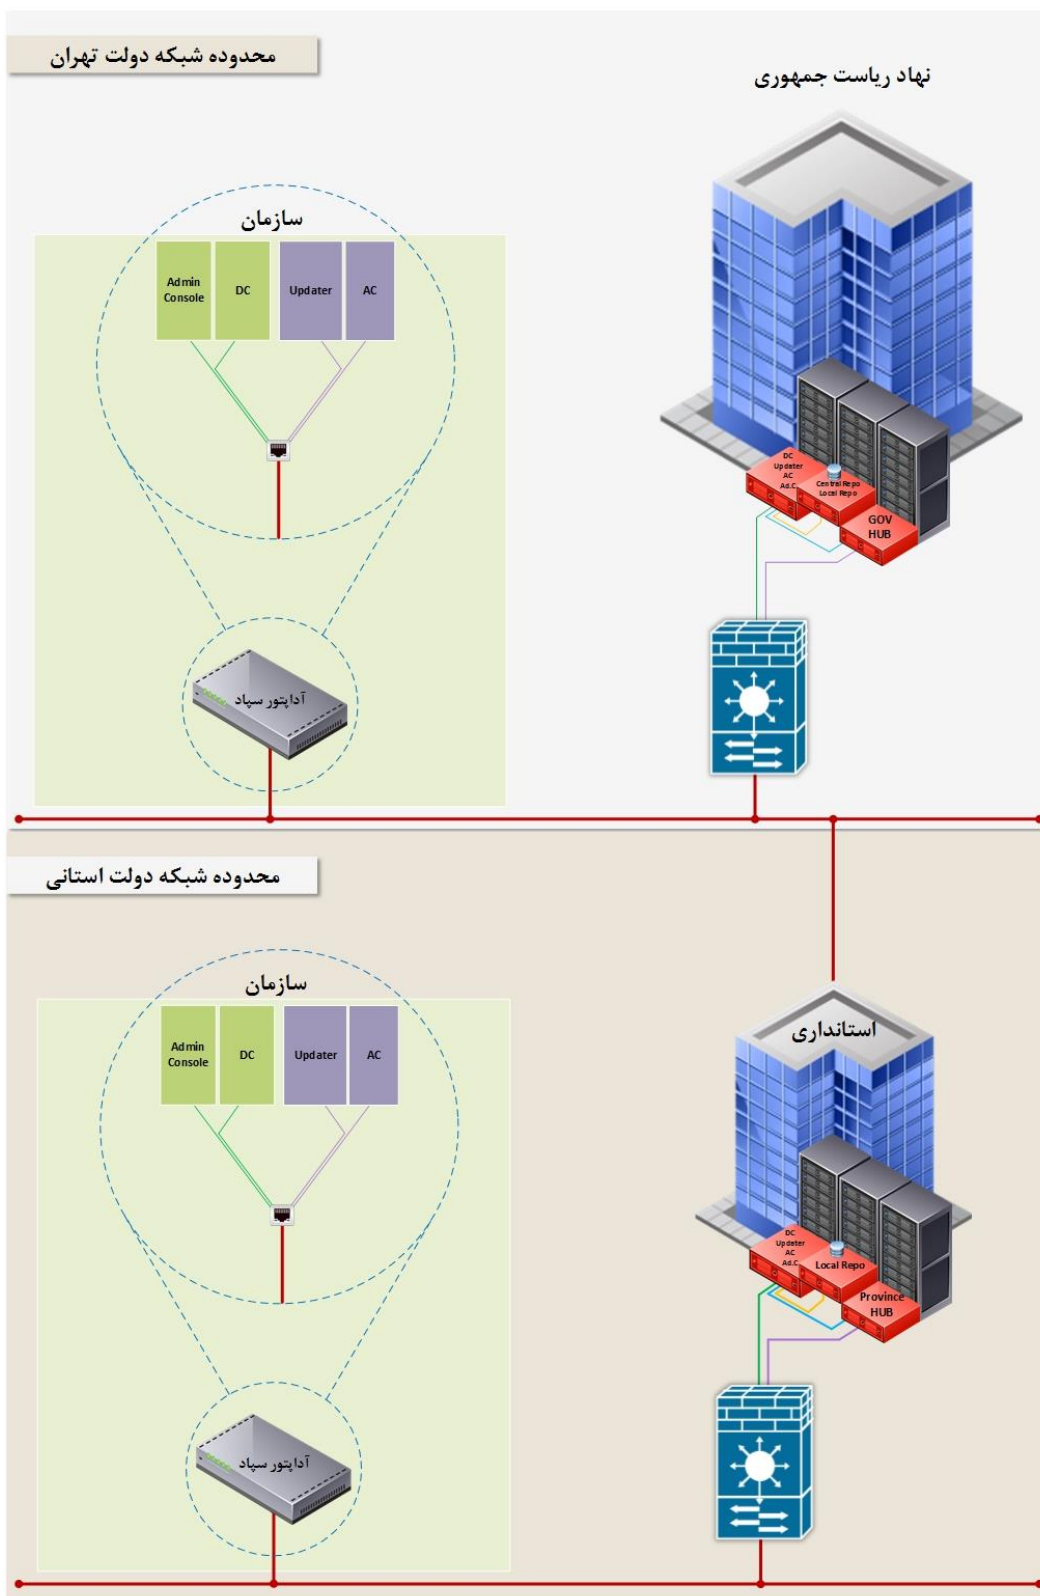 محدوده شبکه دولت تهران
نهاد ریاست جمهوری
سازمان
Admin
Console
DC
Updater
AC
DC
Updater
AC
Ad.C
Central Repo
Local Repo
GOV
HUB
آداپتور سپاد
محدوده شبکه دولت استانی
سازمان
Admin
Console
DC
Updater
AC
استانداری
DC
Updater
AC
Ad.C
Local Repo
Province
HUB
آداپتور سپاد